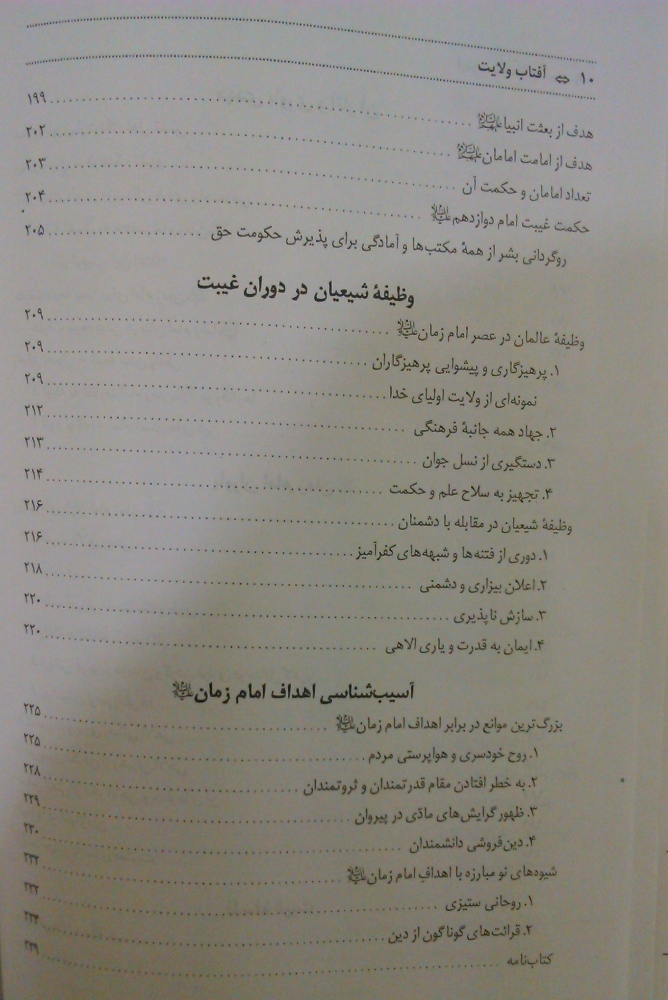 ۱۰ ⇔ آفتاب ولایت
هدف از بعثت انبیا علیهم‌السلام ........ ۱۹۹
هدف از امامت امامان علیهم‌السلام ........ ۲۰۲
تعداد امامان و حکمت آن ........ ۲۰۳
حکمت غیبت امام دوازدهم علیه‌السلام ........ ۲۰۴
روگردانی بشر از همۀ مکتب‌ها و آمادگی برای پذیرش حکومت حق ........ ۲۰۵
وظیفۀ شیعیان در دوران غیبت
وظیفۀ عالمان در عصر امام زمان علیه‌السلام ........ ۲۰۹
۱. پرهیزگاری و پیشوایی پرهیزگاران ........ ۲۰۹
نمونه‌ای از ولایت اولیای خدا ........ ۲۰۹
۲. جهاد همه جانبۀ فرهنگی ........ ۲۱۲
۳. دستگیری از نسل جوان ........ ۲۱۳
۴. تجهیز به سلاح علم و حکمت ........ ۲۱۴
وظیفۀ شیعیان در مقابله با دشمنان ........ ۲۱۶
۱. دوری از فتنه‌ها و شبهه‌های کفرآمیز ........ ۲۱۶
۲. اعلان بیزاری و دشمنی ........ ۲۱۸
۳. سازش ناپذیری ........ ۲۲۰
۴. ایمان به قدرت و یاری الاهی ........ ۲۲۰
آسیب‌شناسی اهداف امام زمان علیه‌السلام
بزرگ‌ترین موانع در برابر اهداف امام زمان علیه‌السلام ........ ۲۲۵
۱. روح خودسری و هواپرستی مردم ........ ۲۲۵
۲. به خطر افتادن مقام قدرتمندان و ثروتمندان ........ ۲۲۸
۳. ظهور گرایش‌های مادّی در پیروان ........ ۲۲۹
۴. دین‌فروشی دانشمندان ........ ۲۳۰
شیوه‌های نو مبارزه با اهدافِ امام زمان علیه‌السلام ........ ۲۳۲
۱. روحانی ستیزی ........ ۲۳۲
۲. قرائت‌های گوناگون از دین ........ ۲۳۴
کتاب‌نامه ........ ۲۳۹